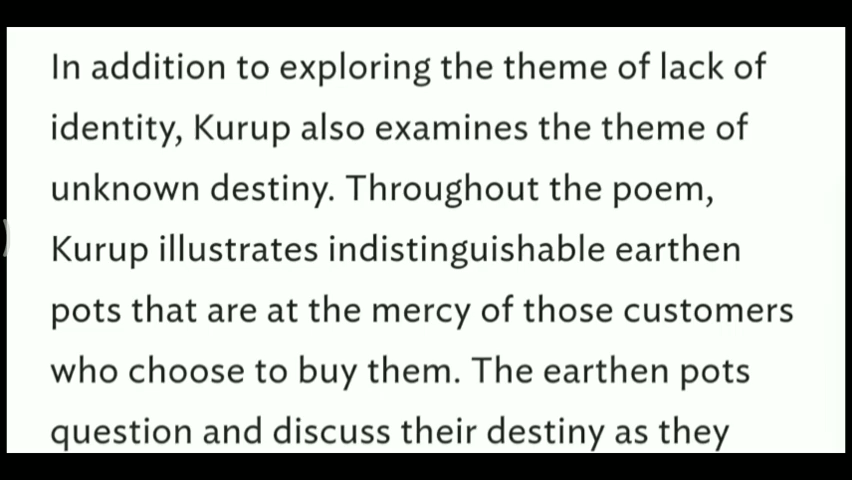 In addition to exploring the theme of lack of
identity, Kurup also examines the theme of
unknown destiny. Throughout the poem,
Kurup illustrates indistinguishable earthen
pots that are at the mercy of those customers
who choose to buy them. The earthen pots
question and discuss their destiny as they